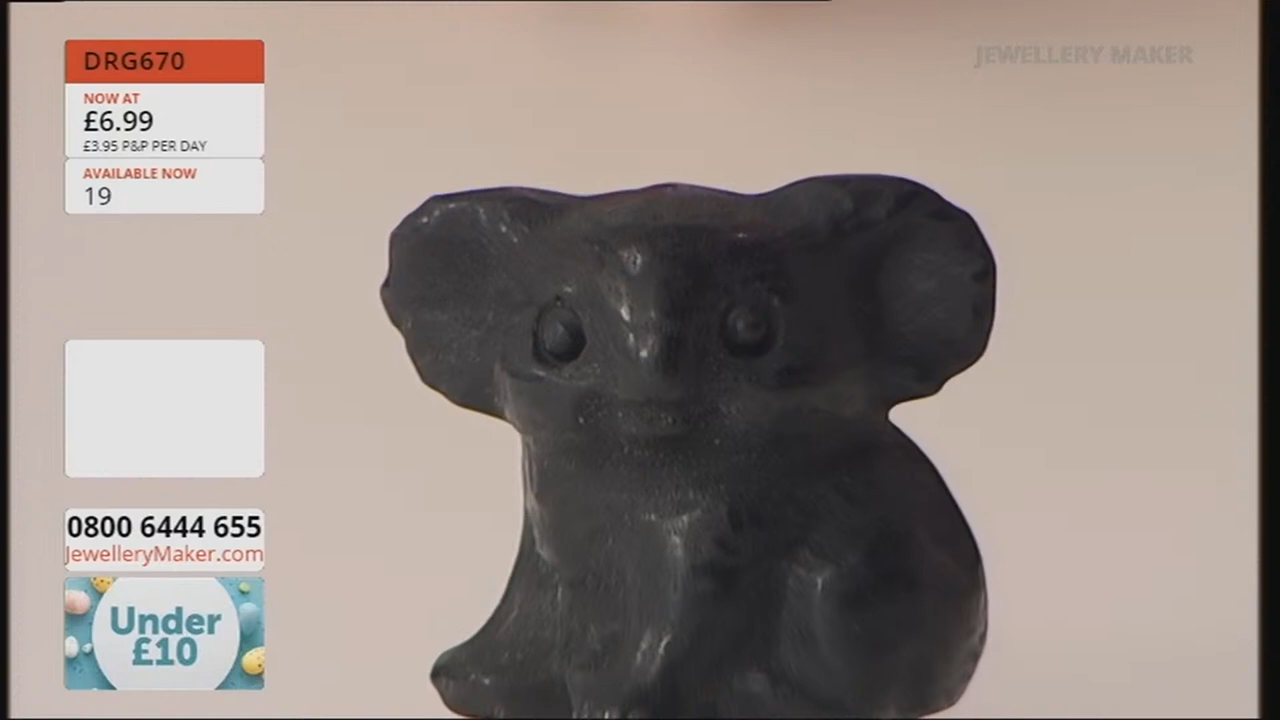 DRG670
NOW AT
£6.99
£3.95 P&P PER DAY
AVAILABLE NOW
19
JEWELLERY MAKER
0800 6444 655
JewelleryMaker.com
Under
£10